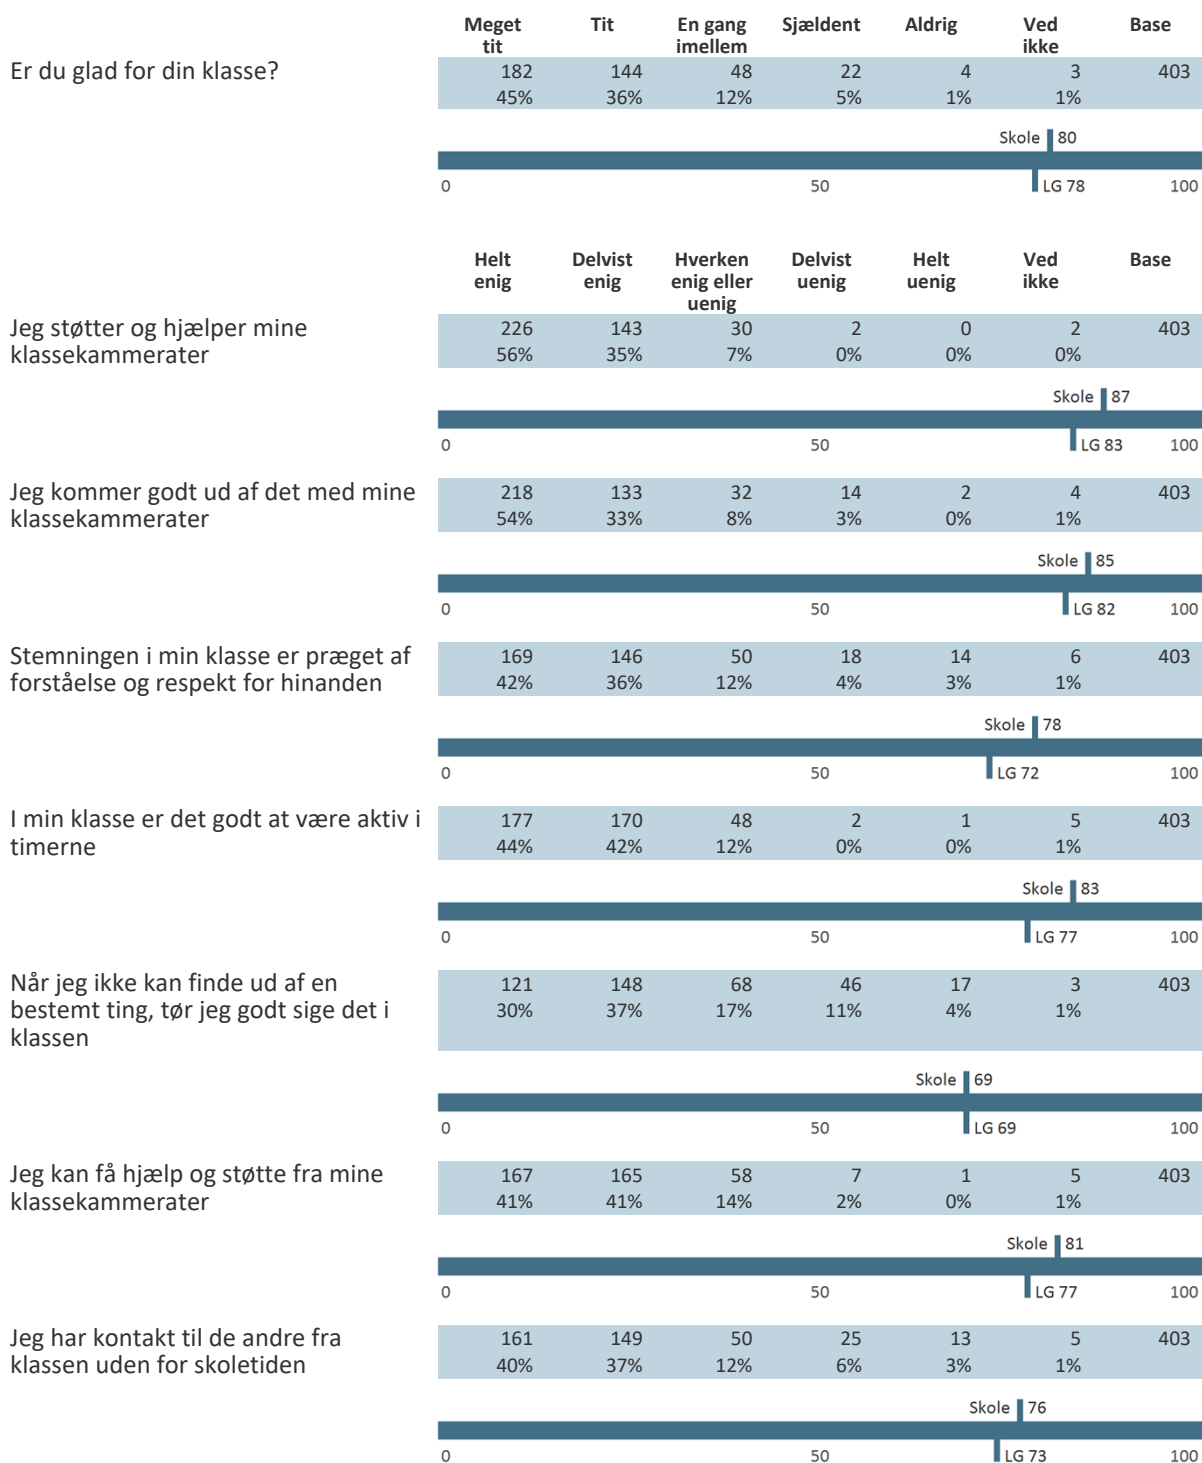 Meget tit Tit En gang imellem Sjældent Aldrig Ved ikke Base
Er du glad for din klasse? 182 144 48 22 4 3 403
45% 36% 12% 5% 1% 1%
Skole 80
0 50 LG 78 100
Helt enig Delvist enig Hverken enig eller uenig Delvist uenig Helt uenig Ved ikke Base
Jeg støtter og hjælper mine 226 143 30 2 0 2 403
klassekammerater 56% 35% 7% 0% 0% 0%
Skole 87
0 50 LG 83 100
Jeg kommer godt ud af det med mine 218 133 32 14 2 4 403
klassekammerater 54% 33% 8% 3% 0% 1%
Skole 85
0 50 LG 82 100
Stemningen i min klasse er præget af 169 146 50 18 14 6 403
forståelse og respekt for hinanden 42% 36% 12% 4% 3% 1%
Skole 78
0 50 LG 72 100
I min klasse er det godt at være aktiv i 177 170 48 2 1 5 403
timerne 44% 42% 12% 0% 0% 1%
Skole 83
0 50 LG 77 100
Når jeg ikke kan finde ud af en 121 148 68 46 17 3 403
bestemt ting, tør jeg godt sige det i 30% 37% 17% 11% 4% 1%
klassen
Skole 69
0 50 LG 69 100
Jeg kan få hjælp og støtte fra mine 167 165 58 7 1 5 403
klassekammerater 41% 41% 14% 2% 0% 1%
Skole 81
0 50 LG 77 100
Jeg har kontakt til de andre fra 161 149 50 25 13 5 403
klassen uden for skoletiden 40% 37% 12% 6% 3% 1%
Skole 76
0 50 LG 73 100